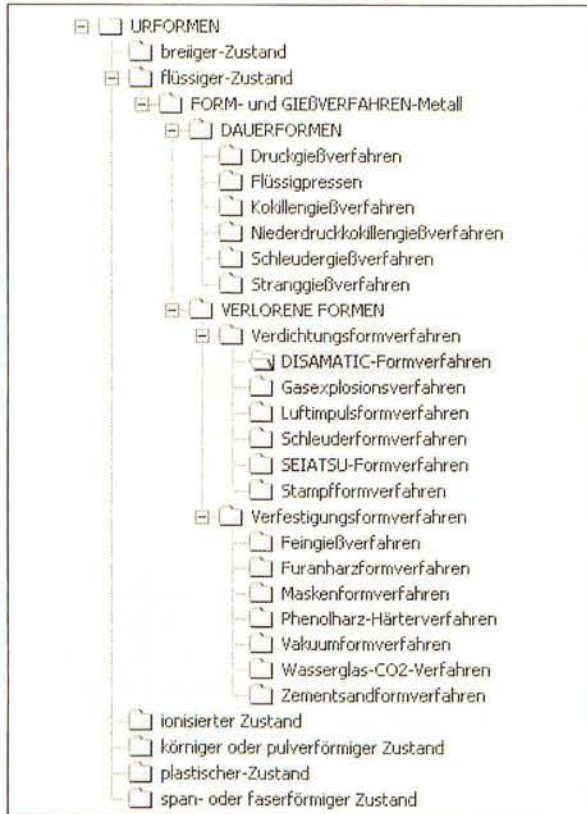 URFORMEN
breiiger-Zustand
flüssiger-Zustand
FORM- und GIEßVERFAHREN-Metall
DAUERFORMEN
Druckgießverfahren
Flüssigpressen
Kokillengießverfahren
Niederdruckkokillengießverfahren
Schleudergießverfahren
Stranggießverfahren
VERLORENE FORMEN
Verdichtungsformverfahren
DISAMATIC-Formverfahren
Gasexplosionsverfahren
Luftimpulsformverfahren
Schleuderformverfahren
SEIATSU-Formverfahren
Stampfformverfahren
Verfestigungsformverfahren
Feingießverfahren
Furanharzformverfahren
Maskenformverfahren
Phenolharz-Härterverfahren
Vakuumformverfahren
Wasserglas-CO2-Verfahren
Zementsandformverfahren
ionisierter Zustand
körniger oder pulverförmiger Zustand
plastischer-Zustand
span- oder faserförmiger Zustand